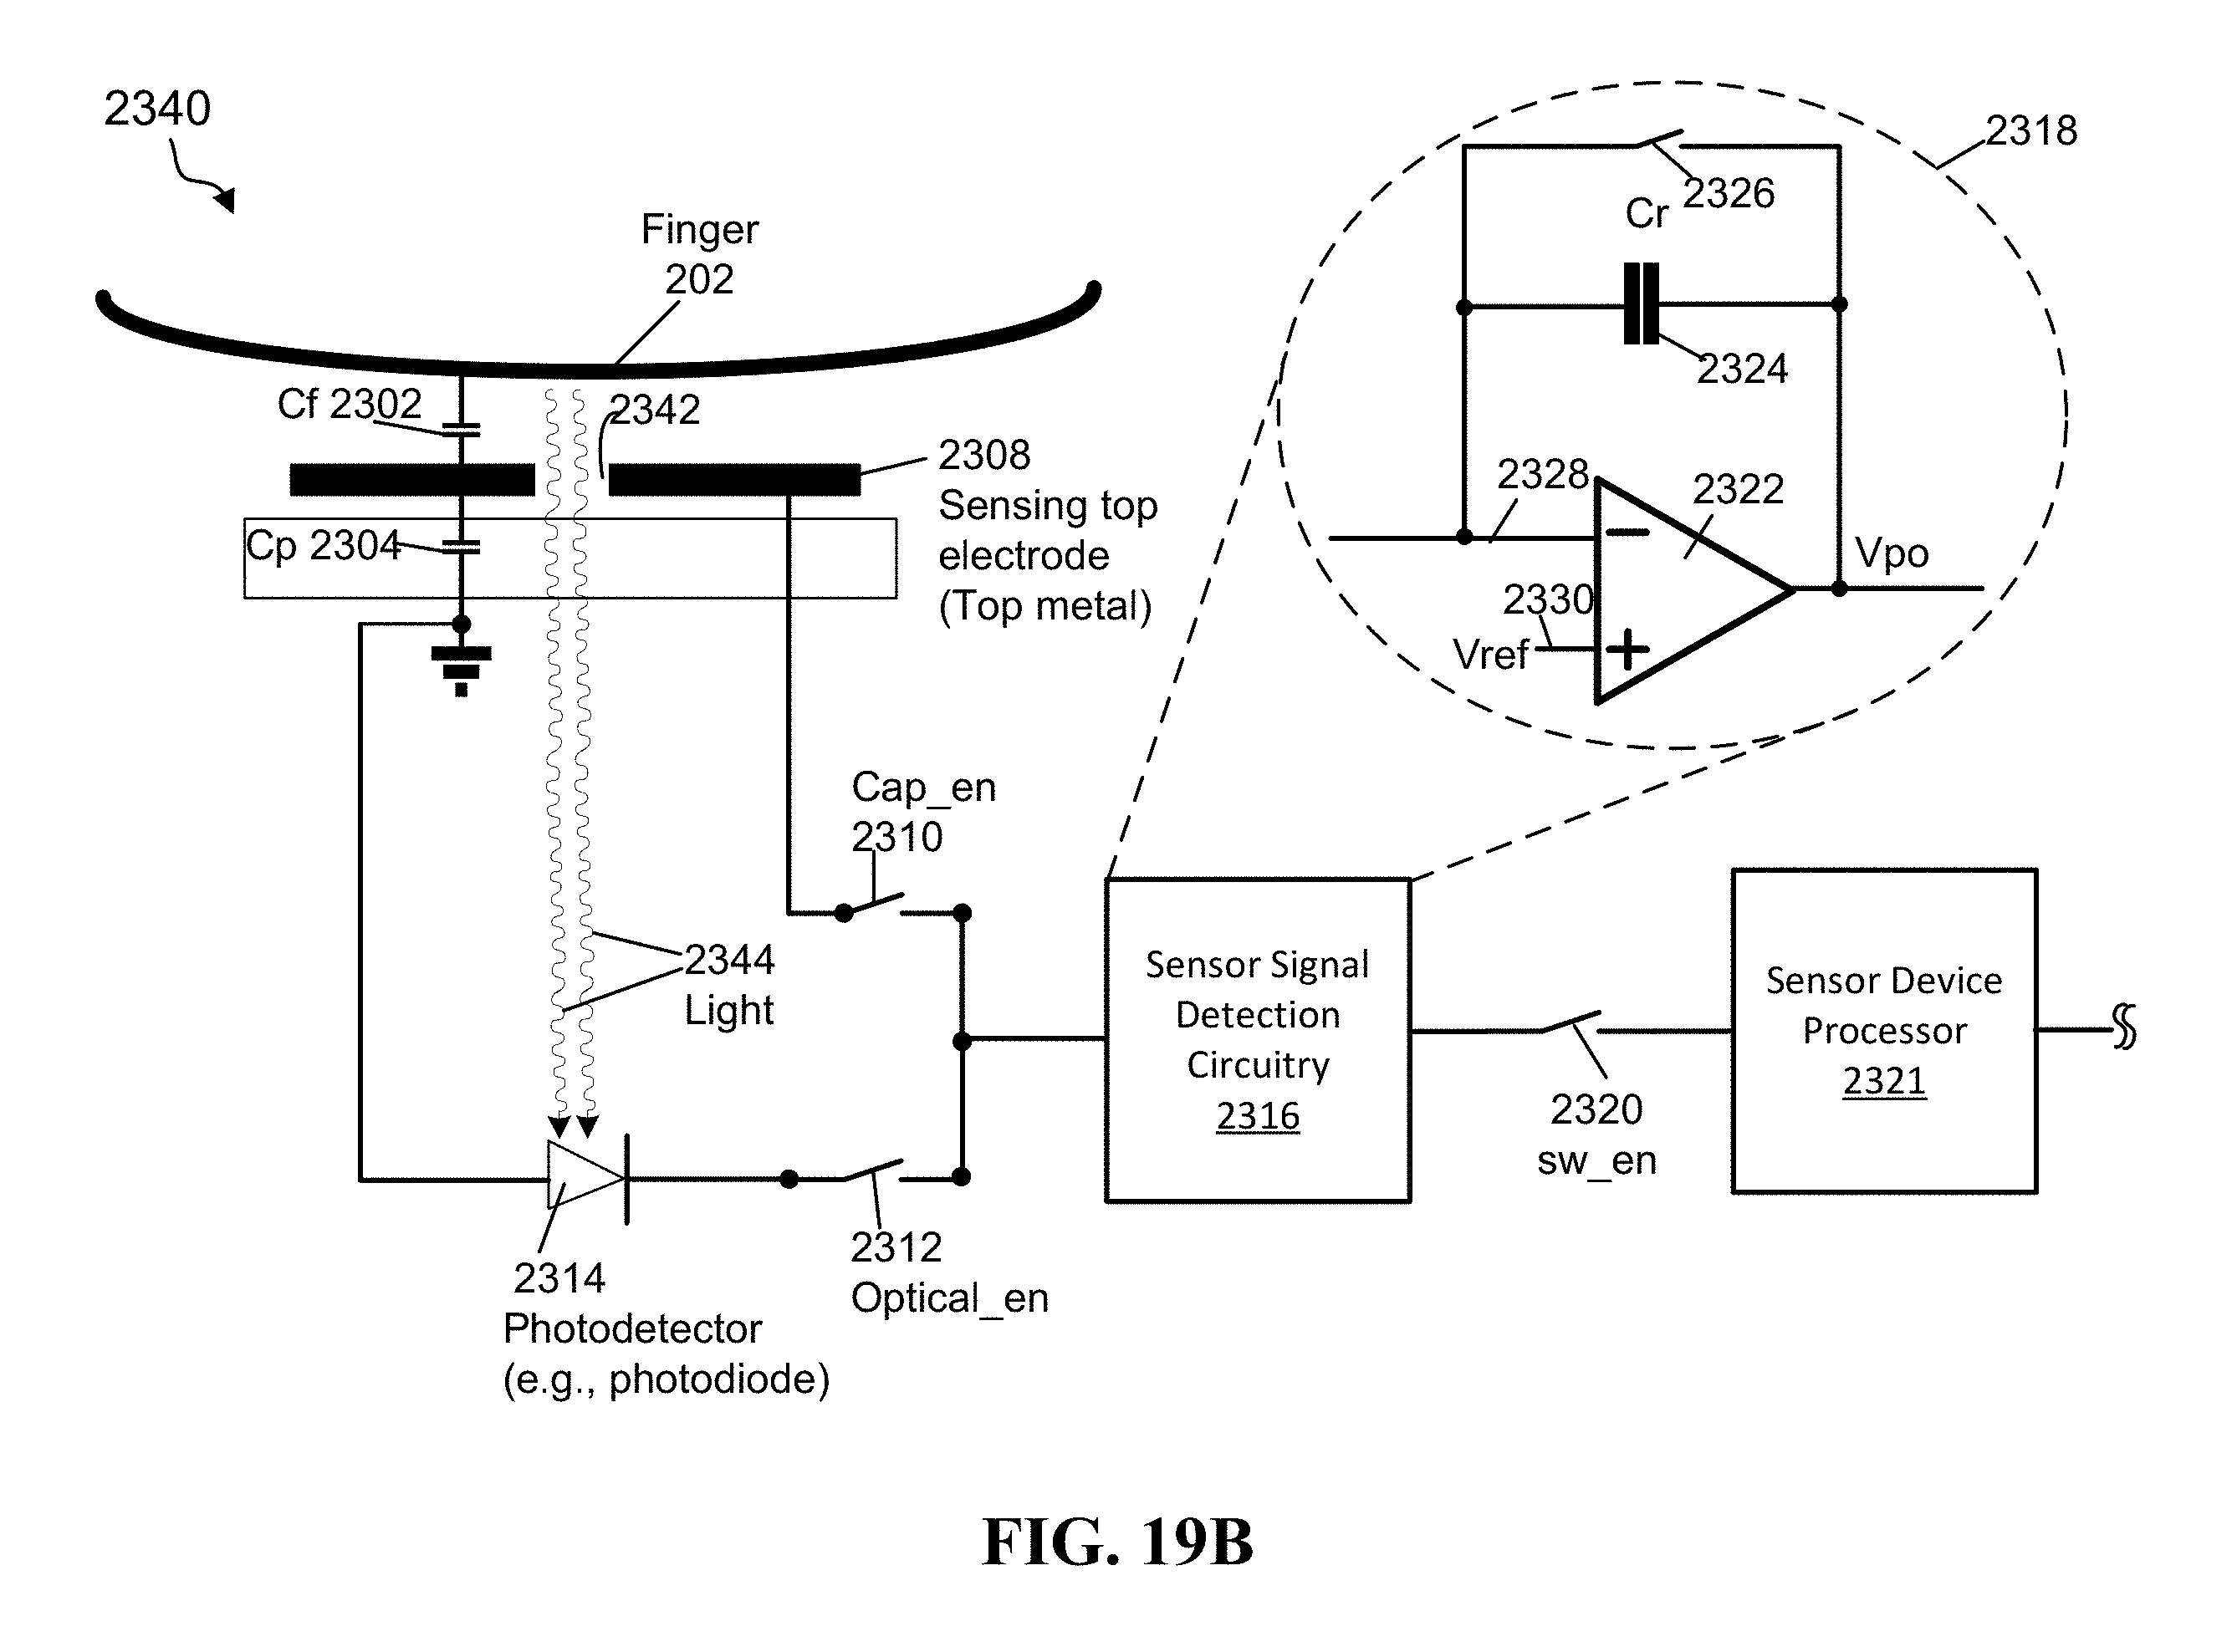 2340
2318
2326
Cr
Finger
202
2324
Cf 2302
2342
2308
Sensing top
electrode
(Top metal)
2328
2322
Cp 2304
Vpo
2330
Vref
Cap_en
2310
2344
Light
Sensor Signal
Detection
Circuitry
2316
Sensor Device
Processor
2321
2320
sw_en
2312
Optical_en
2314
Photodetector
(e.g., photodiode)
FIG. 19B